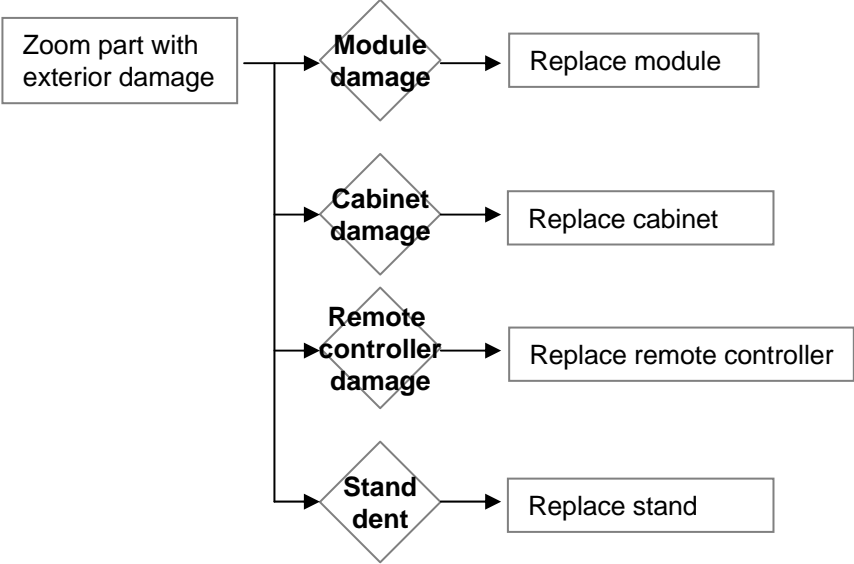 Zoom part with
exterior damage
Module
damage
Replace module
Cabinet
damage
Replace cabinet
Remote
controller
damage
Replace remote controller
Stand
dent
Replace stand